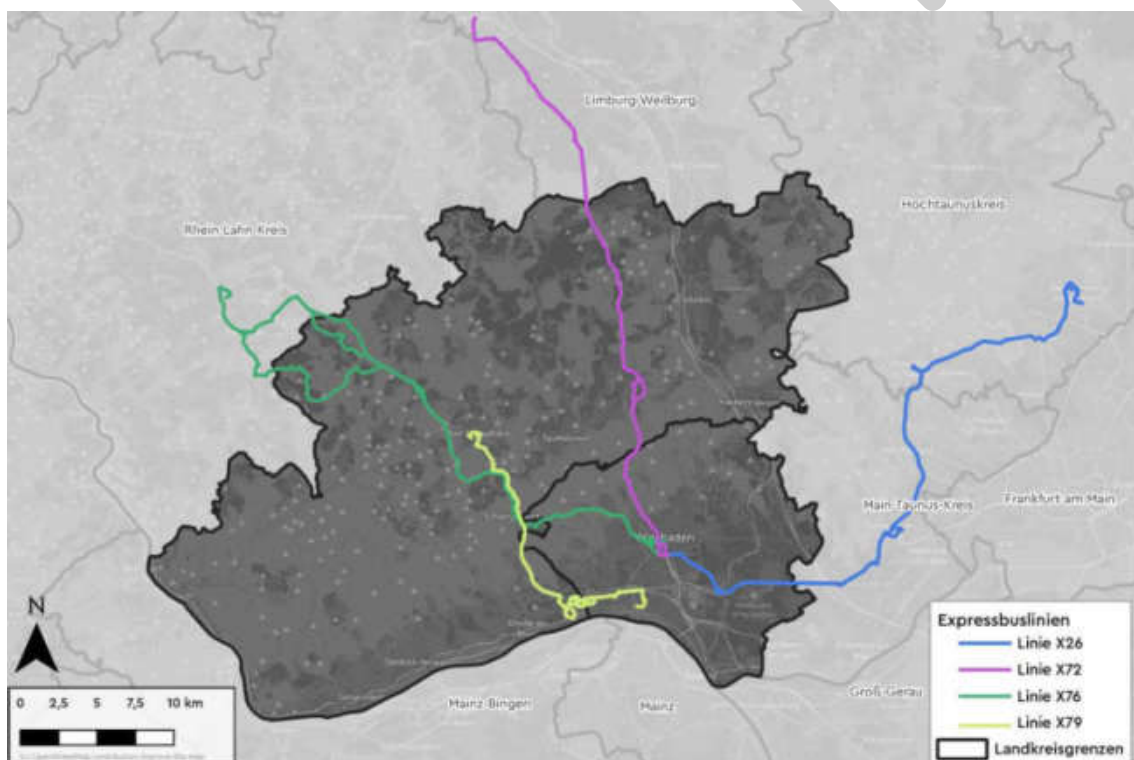 Limburg-Weilburg
Hochtaunuskreis
Rhein-Lahn-Kreis
Main-Taunus-Kreis
Frankfurt am Main
Wiesbaden
N
Expressbuslinien
Linie X26
Linie X72
Linie X76
Linie X79
Landkreisgrenzen
Groß-Gerau
Mainz-Bingen
Mainz
0 2,5 5 7,5 10 km